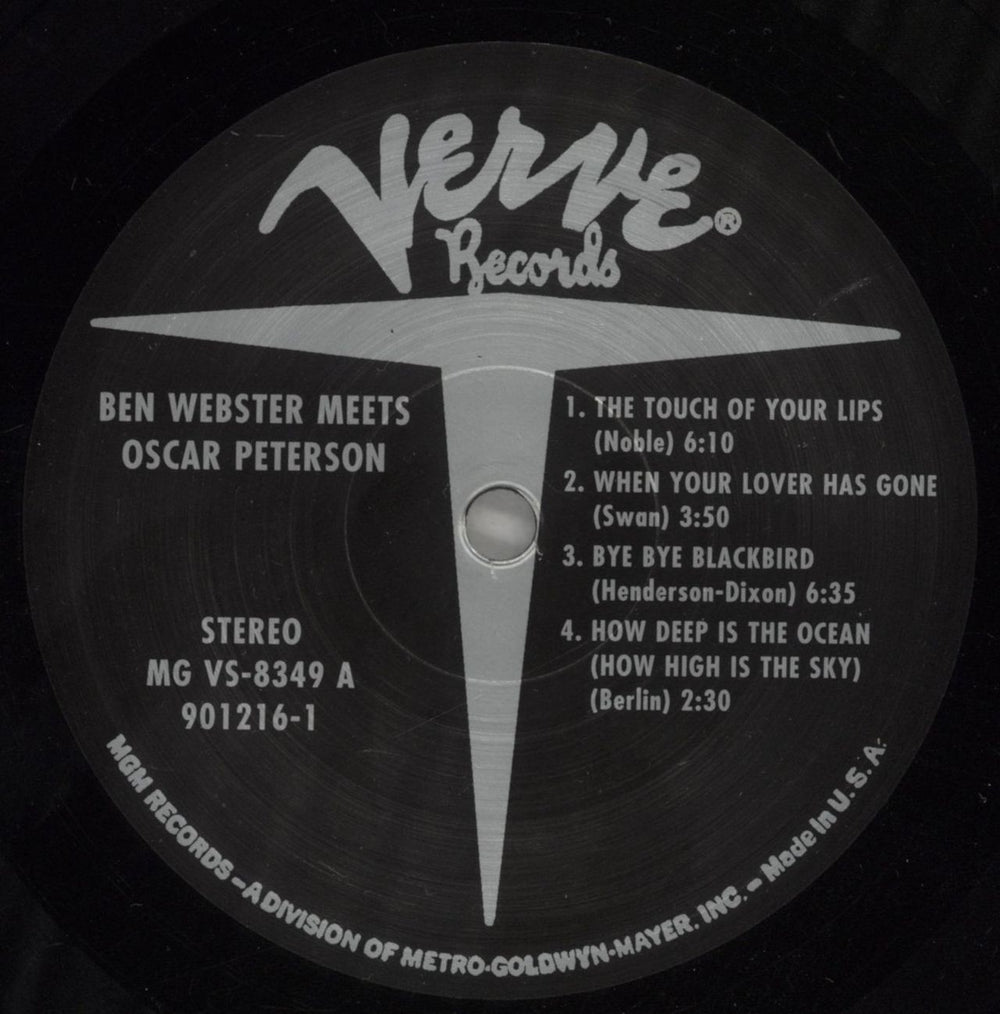 Verve®
Records
BEN WEBSTER MEETS
OSCAR PETERSON
STEREO
MG VS-8349 A
901216-1
1. THE TOUCH OF YOUR LIPS
(Noble) 6:10
2. WHEN YOUR LOVER HAS GONE
(Swan) 3:50
3. BYE BYE BLACKBIRD
(Henderson-Dixon) 6:35
4. HOW DEEP IS THE OCEAN
(HOW HIGH IS THE SKY)
(Berlin) 2:30
MGM RECORDS – A DIVISION OF METRO-GOLDWYN-MAYER. INC. – Made In U. S. A.